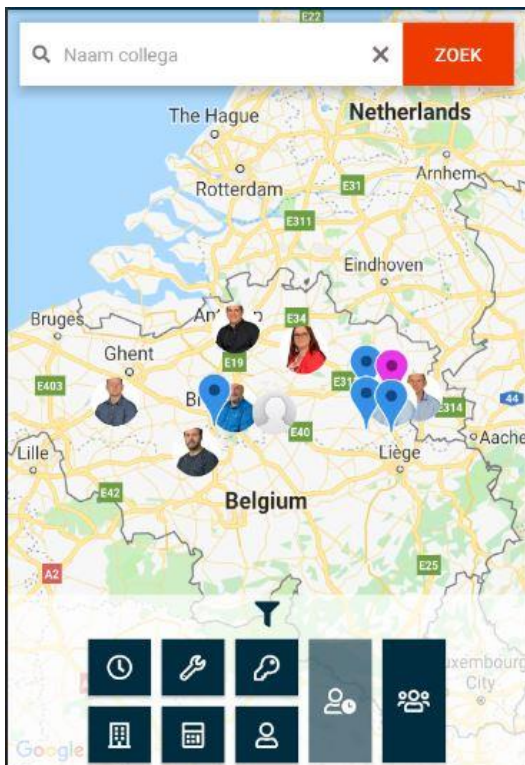 E22
Naam collega
ZOEK
The Hague
Netherlands
Arnhem
Rotterdam
E31
E311
Eindhoven
Bruges
E34
Ghent
E19
E403
E314
44
E40
Aache
Lille
Liège
E42
Belgium
E25
A2
uxembourg
City
Google